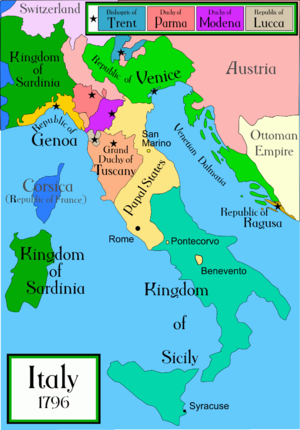 Switzerland
Bishopric of
Trent
Duchy of
Parma
Duchy of
Modena
Republic of
Lucca
Kingdom
of
Sardinia
Republic of
Venice
Austria
Republic of
Genoa
San
Marino
Grand
Duchy of
Tuscany
Venetian Dalmatia
Ottoman
Empire
Corsica
(Republic of France)
Papal States
Republic of
Ragusa
Rome
Pontecorvo
Benevento
Kingdom
of
Sardinia
Kingdom
of
Sicily
Italy
1796
Syracuse